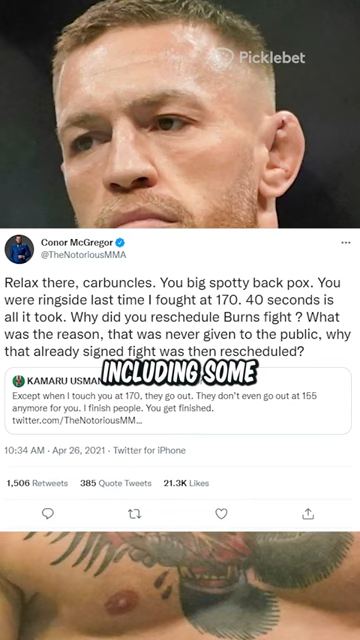 Picklebet
Conor McGregor
@TheNotoriousMMA
Relax there, carbuncles. You big spotty back pox. You
were ringside last time I fought at 170. 40 seconds is
all it took. Why did you reschedule Burns fight ? What
was the reason, that was never given to the public, why
that already signed fight was then rescheduled?
INCLUDING SOME
KAMARU USMAN
Except when I touch you at 170, they go out. They don't even go out at 155
anymore for you. I finish people. You get finished.
twitter.com/TheNotoriousMM...
10:34 AM · Apr 26, 2021 · Twitter for iPhone
1,506 Retweets 385 Quote Tweets 21.3K Likes